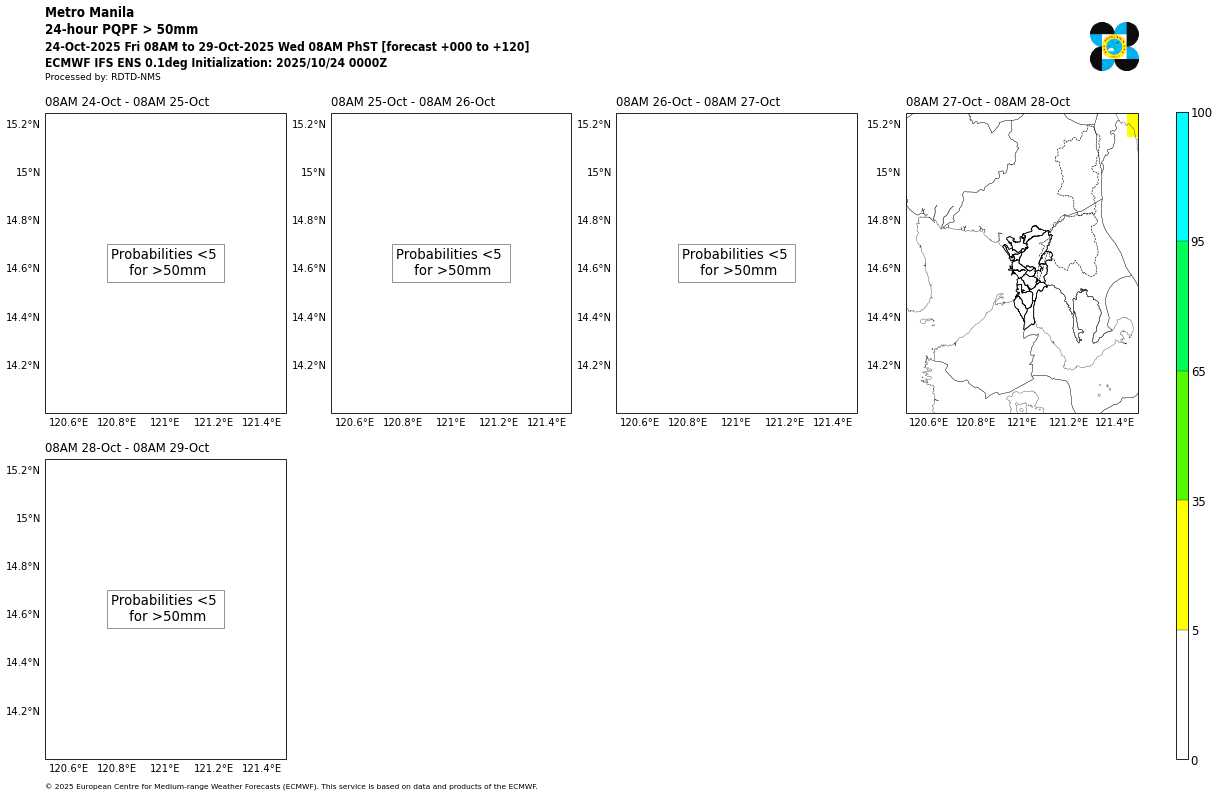 Metro Manila
24-hour PQPF > 50mm
24-Oct-2025 Fri 08AM to 29-Oct-2025 Wed 08AM PhST [forecast +000 to +120]
ECMWF IFS ENS 0.1deg Initialization: 2025/10/24 0000Z
Processed by: RDTD-NMS
08AM 24-Oct - 08AM 25-Oct
15.2°N
15°N
14.8°N
14.6°N
14.4°N
14.2°N
Probabilities <5
for >50mm
120.6°E 120.8°E 121°E 121.2°E 121.4°E
08AM 25-Oct - 08AM 26-Oct
15.2°N
15°N
14.8°N
14.6°N
14.4°N
14.2°N
Probabilities <5
for >50mm
120.6°E 120.8°E 121°E 121.2°E 121.4°E
08AM 26-Oct - 08AM 27-Oct
15.2°N
15°N
14.8°N
14.6°N
14.4°N
14.2°N
Probabilities <5
for >50mm
120.6°E 120.8°E 121°E 121.2°E 121.4°E
08AM 27-Oct - 08AM 28-Oct
15.2°N
15°N
14.8°N
14.6°N
14.4°N
14.2°N
120.6°E 120.8°E 121°E 121.2°E 121.4°E
100
95
65
35
5
0
08AM 28-Oct - 08AM 29-Oct
15.2°N
15°N
14.8°N
14.6°N
14.4°N
14.2°N
Probabilities <5
for >50mm
120.6°E 120.8°E 121°E 121.2°E 121.4°E
© 2025 European Centre for Medium-range Weather Forecasts (ECMWF). This service is based on data and products of the ECMWF.